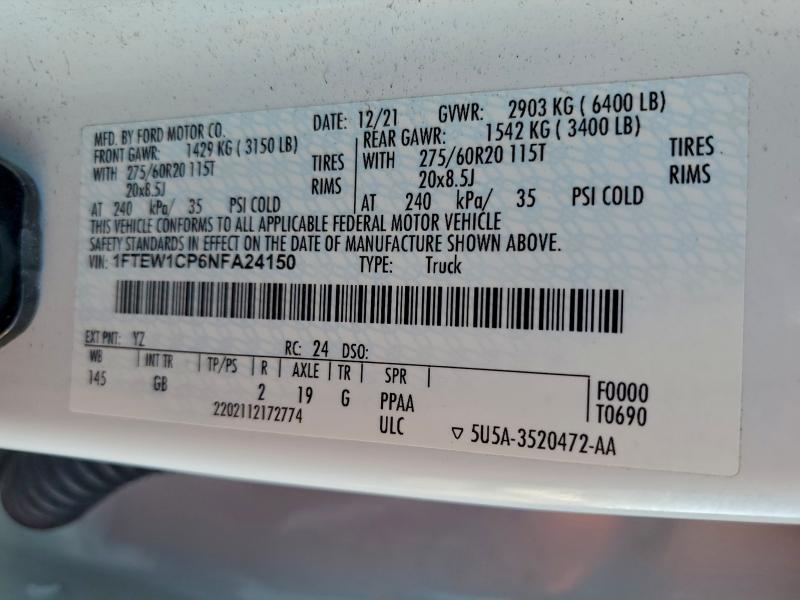 MFD. BY FORD MOTOR CO. DATE: 12/21 GVWR: 2903 KG ( 6400 LB)
FRONT GAWR: 1429 KG ( 3150 LB) REAR GAWR: 1542 KG ( 3400 LB)
WITH 275/60R20 115T TIRES WITH 275/60R20 115T TIRES
20x8.5J RIMS 20x8.5J RIMS
AT 240 kPa/ 35 PSI COLD AT 240 kPa/ 35 PSI COLD
THIS VEHICLE CONFORMS TO ALL APPLICABLE FEDERAL MOTOR VEHICLE
SAFETY STANDARDS IN EFFECT ON THE DATE OF MANUFACTURE SHOWN ABOVE.
VIN: 1FTEW1CP6NFA24150 TYPE: Truck
EXT PNT: YZ RC: 24 DSO:
WB INT TR TP/PS R AXLE TR SPR F0000
145 GB 2 19 G PPAA T0690
2202112172774 ULC 5U5A-3520472-AA